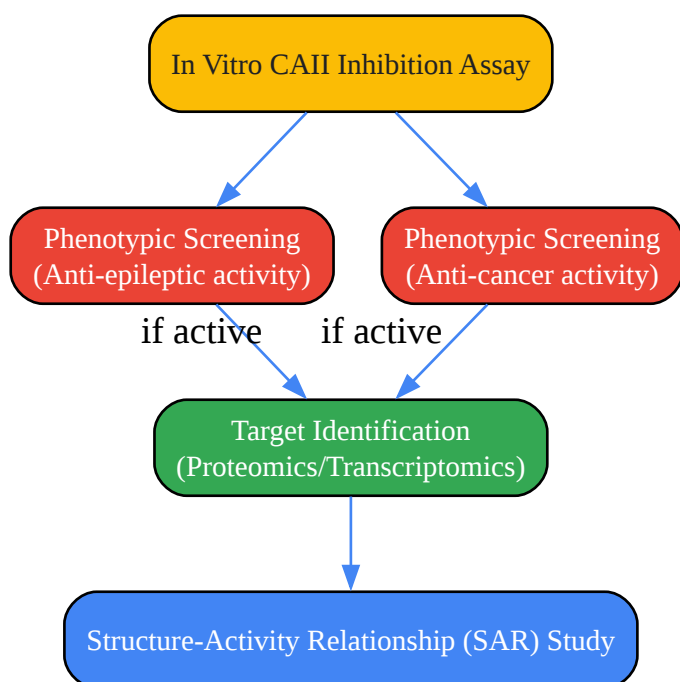 In Vitro CAII Inhibition Assay
Phenotypic Screening
(Anti-epileptic activity)
Phenotypic Screening
(Anti-cancer activity)
if active
if active
Target Identification
(Proteomics/Transcriptomics)
Structure-Activity Relationship (SAR) Study